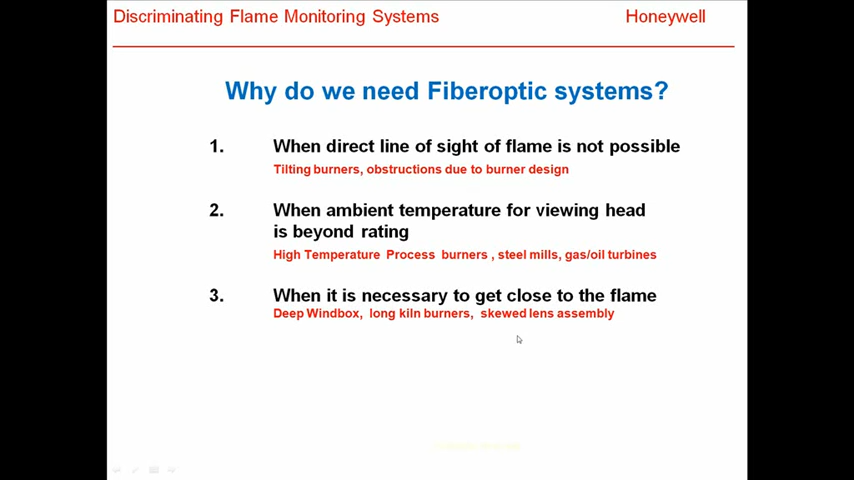 Discriminating Flame Monitoring Systems Honeywell
Why do we need Fiberoptic systems?
1. When direct line of sight of flame is not possible
Tilting burners, obstructions due to burner design
2. When ambient temperature for viewing head
is beyond rating
High Temperature Process burners , steel mills, gas/oil turbines
3. When it is necessary to get close to the flame
Deep Windbox, long kiln burners, skewed lens assembly